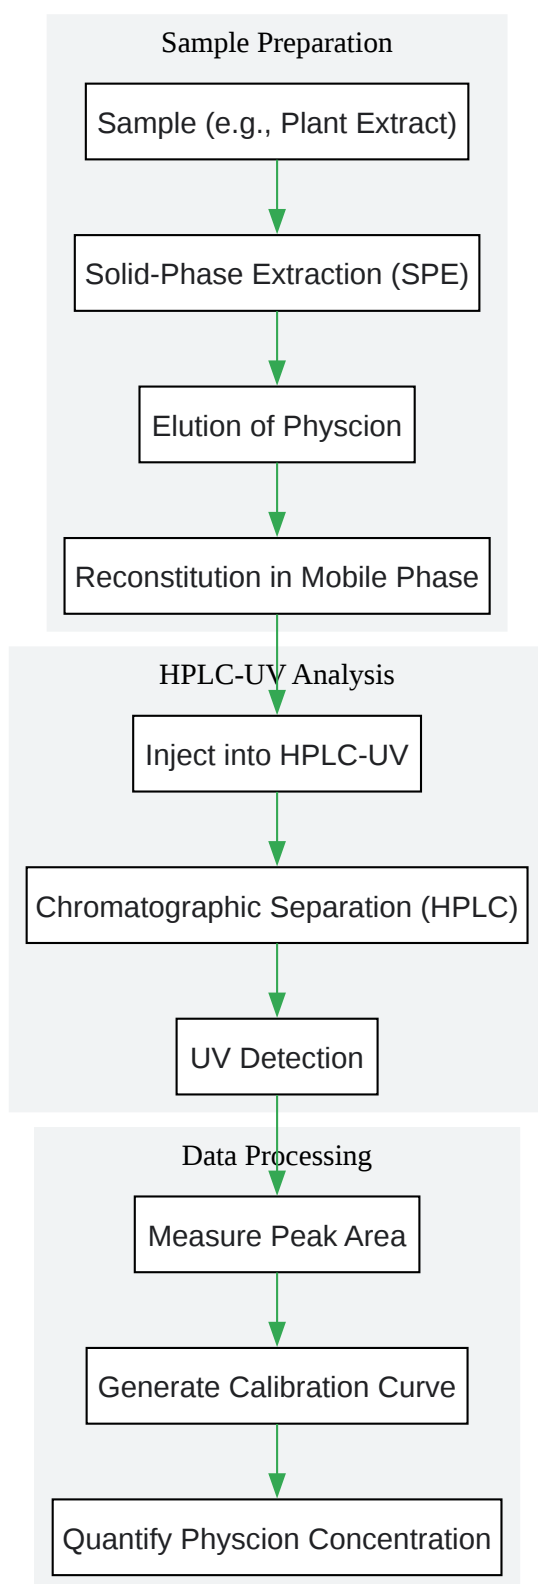 Sample Preparation
Sample (e.g., Plant Extract)
Solid-Phase Extraction (SPE)
Elution of Physcion
Reconstitution in Mobile Phase
HPLC-UV Analysis
Inject into HPLC-UV
Chromatographic Separation (HPLC)
UV Detection
Data Processing
Measure Peak Area
Generate Calibration Curve
Quantify Physcion Concentration